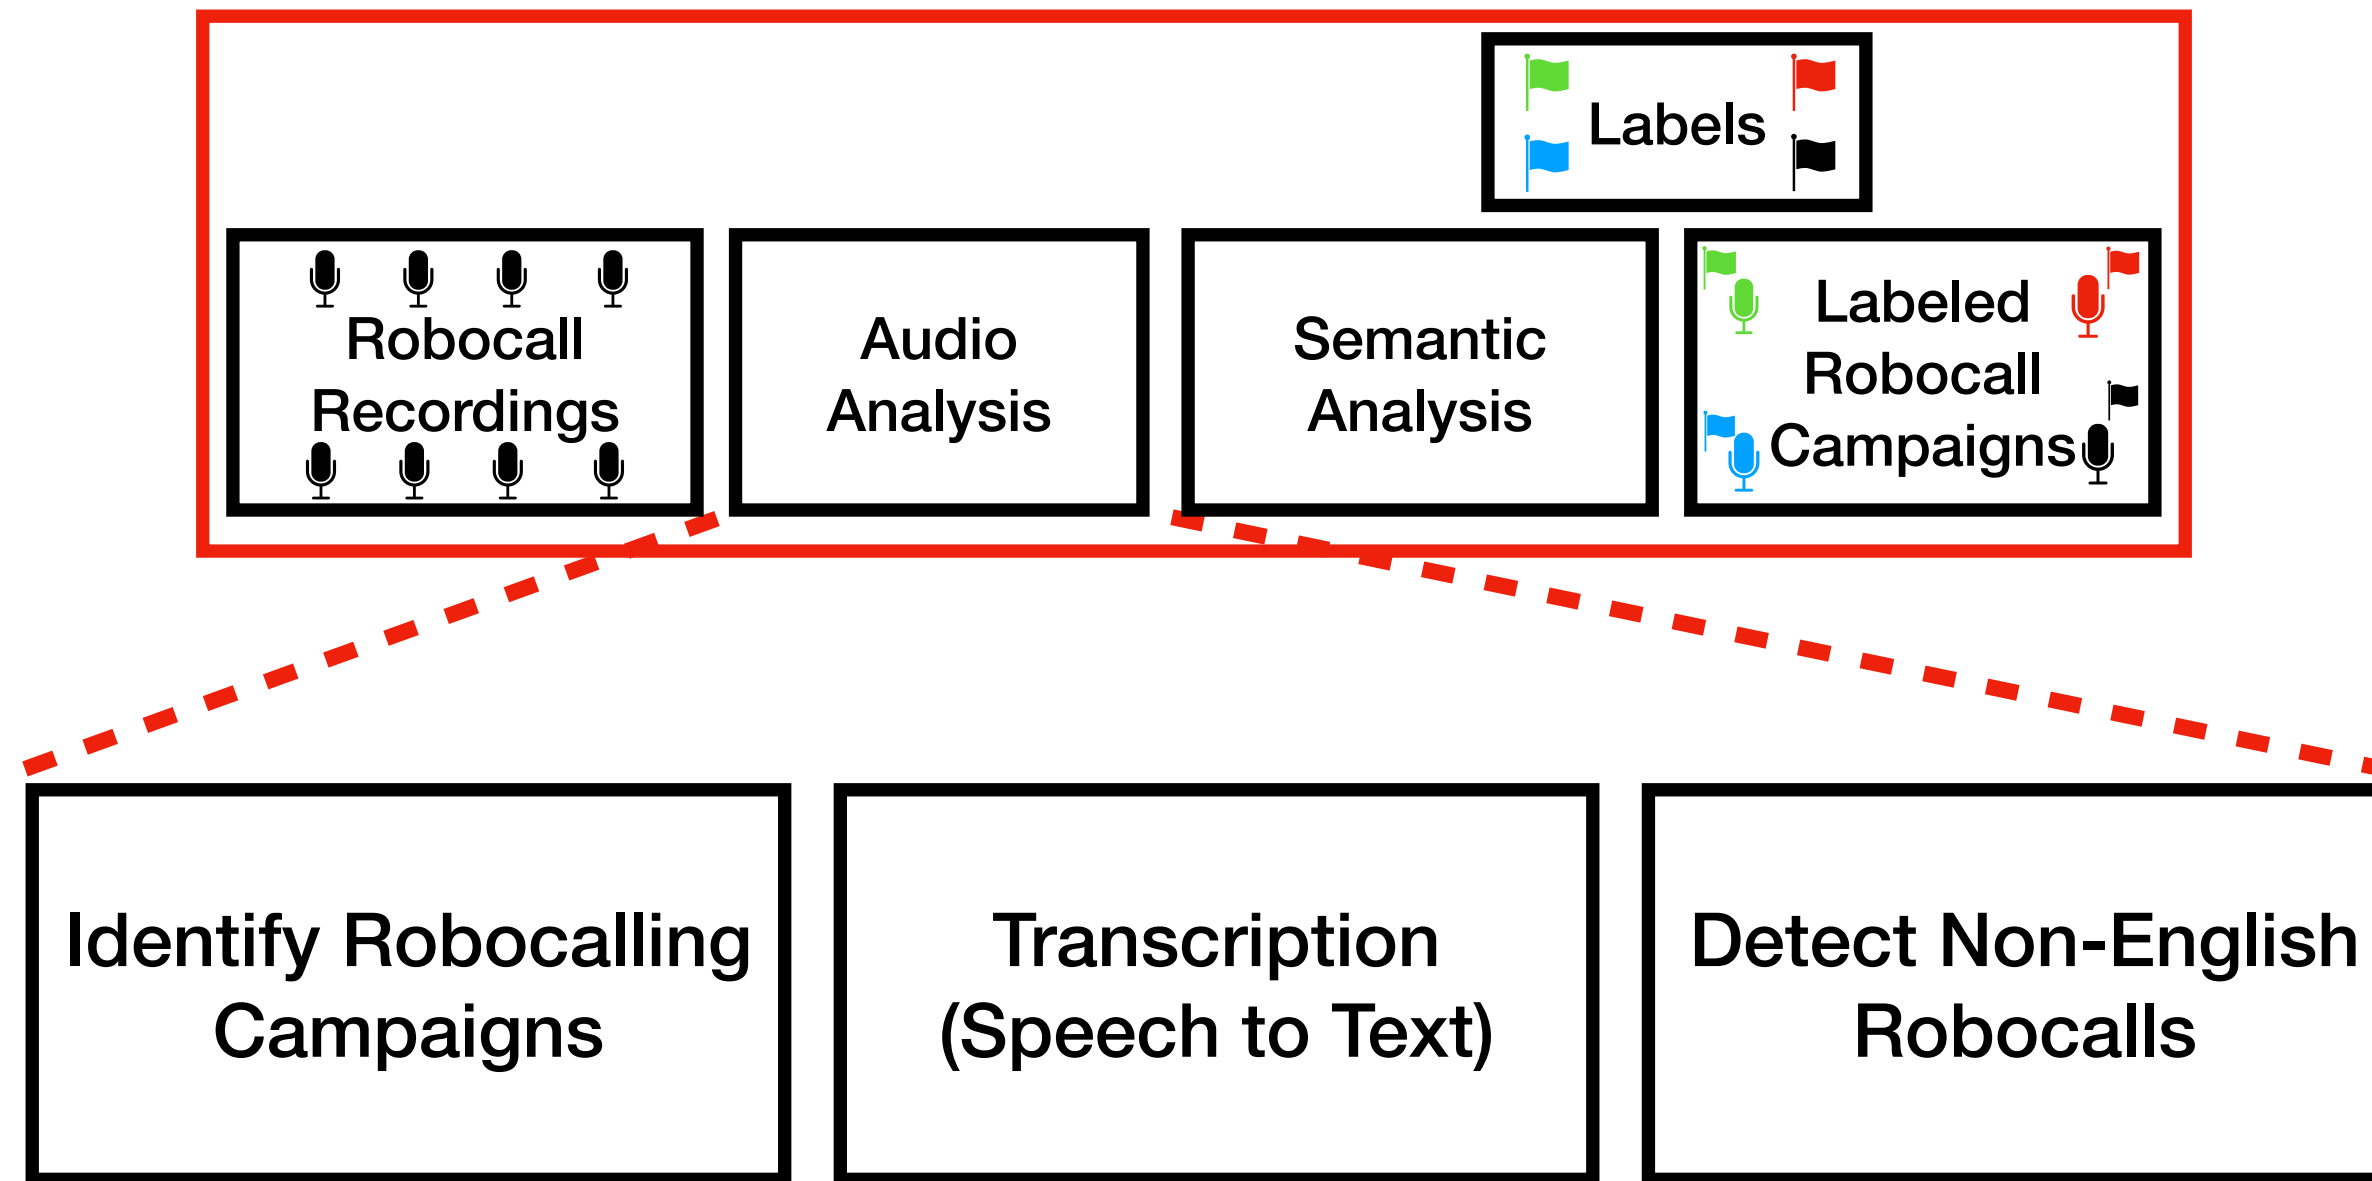 Labels
Robocall
Recordings
Audio
Analysis
Semantic
Analysis
Labeled
Robocall
Campaigns
Identify Robocalling
Campaigns
Transcription
(Speech to Text)
Detect Non-English
Robocalls